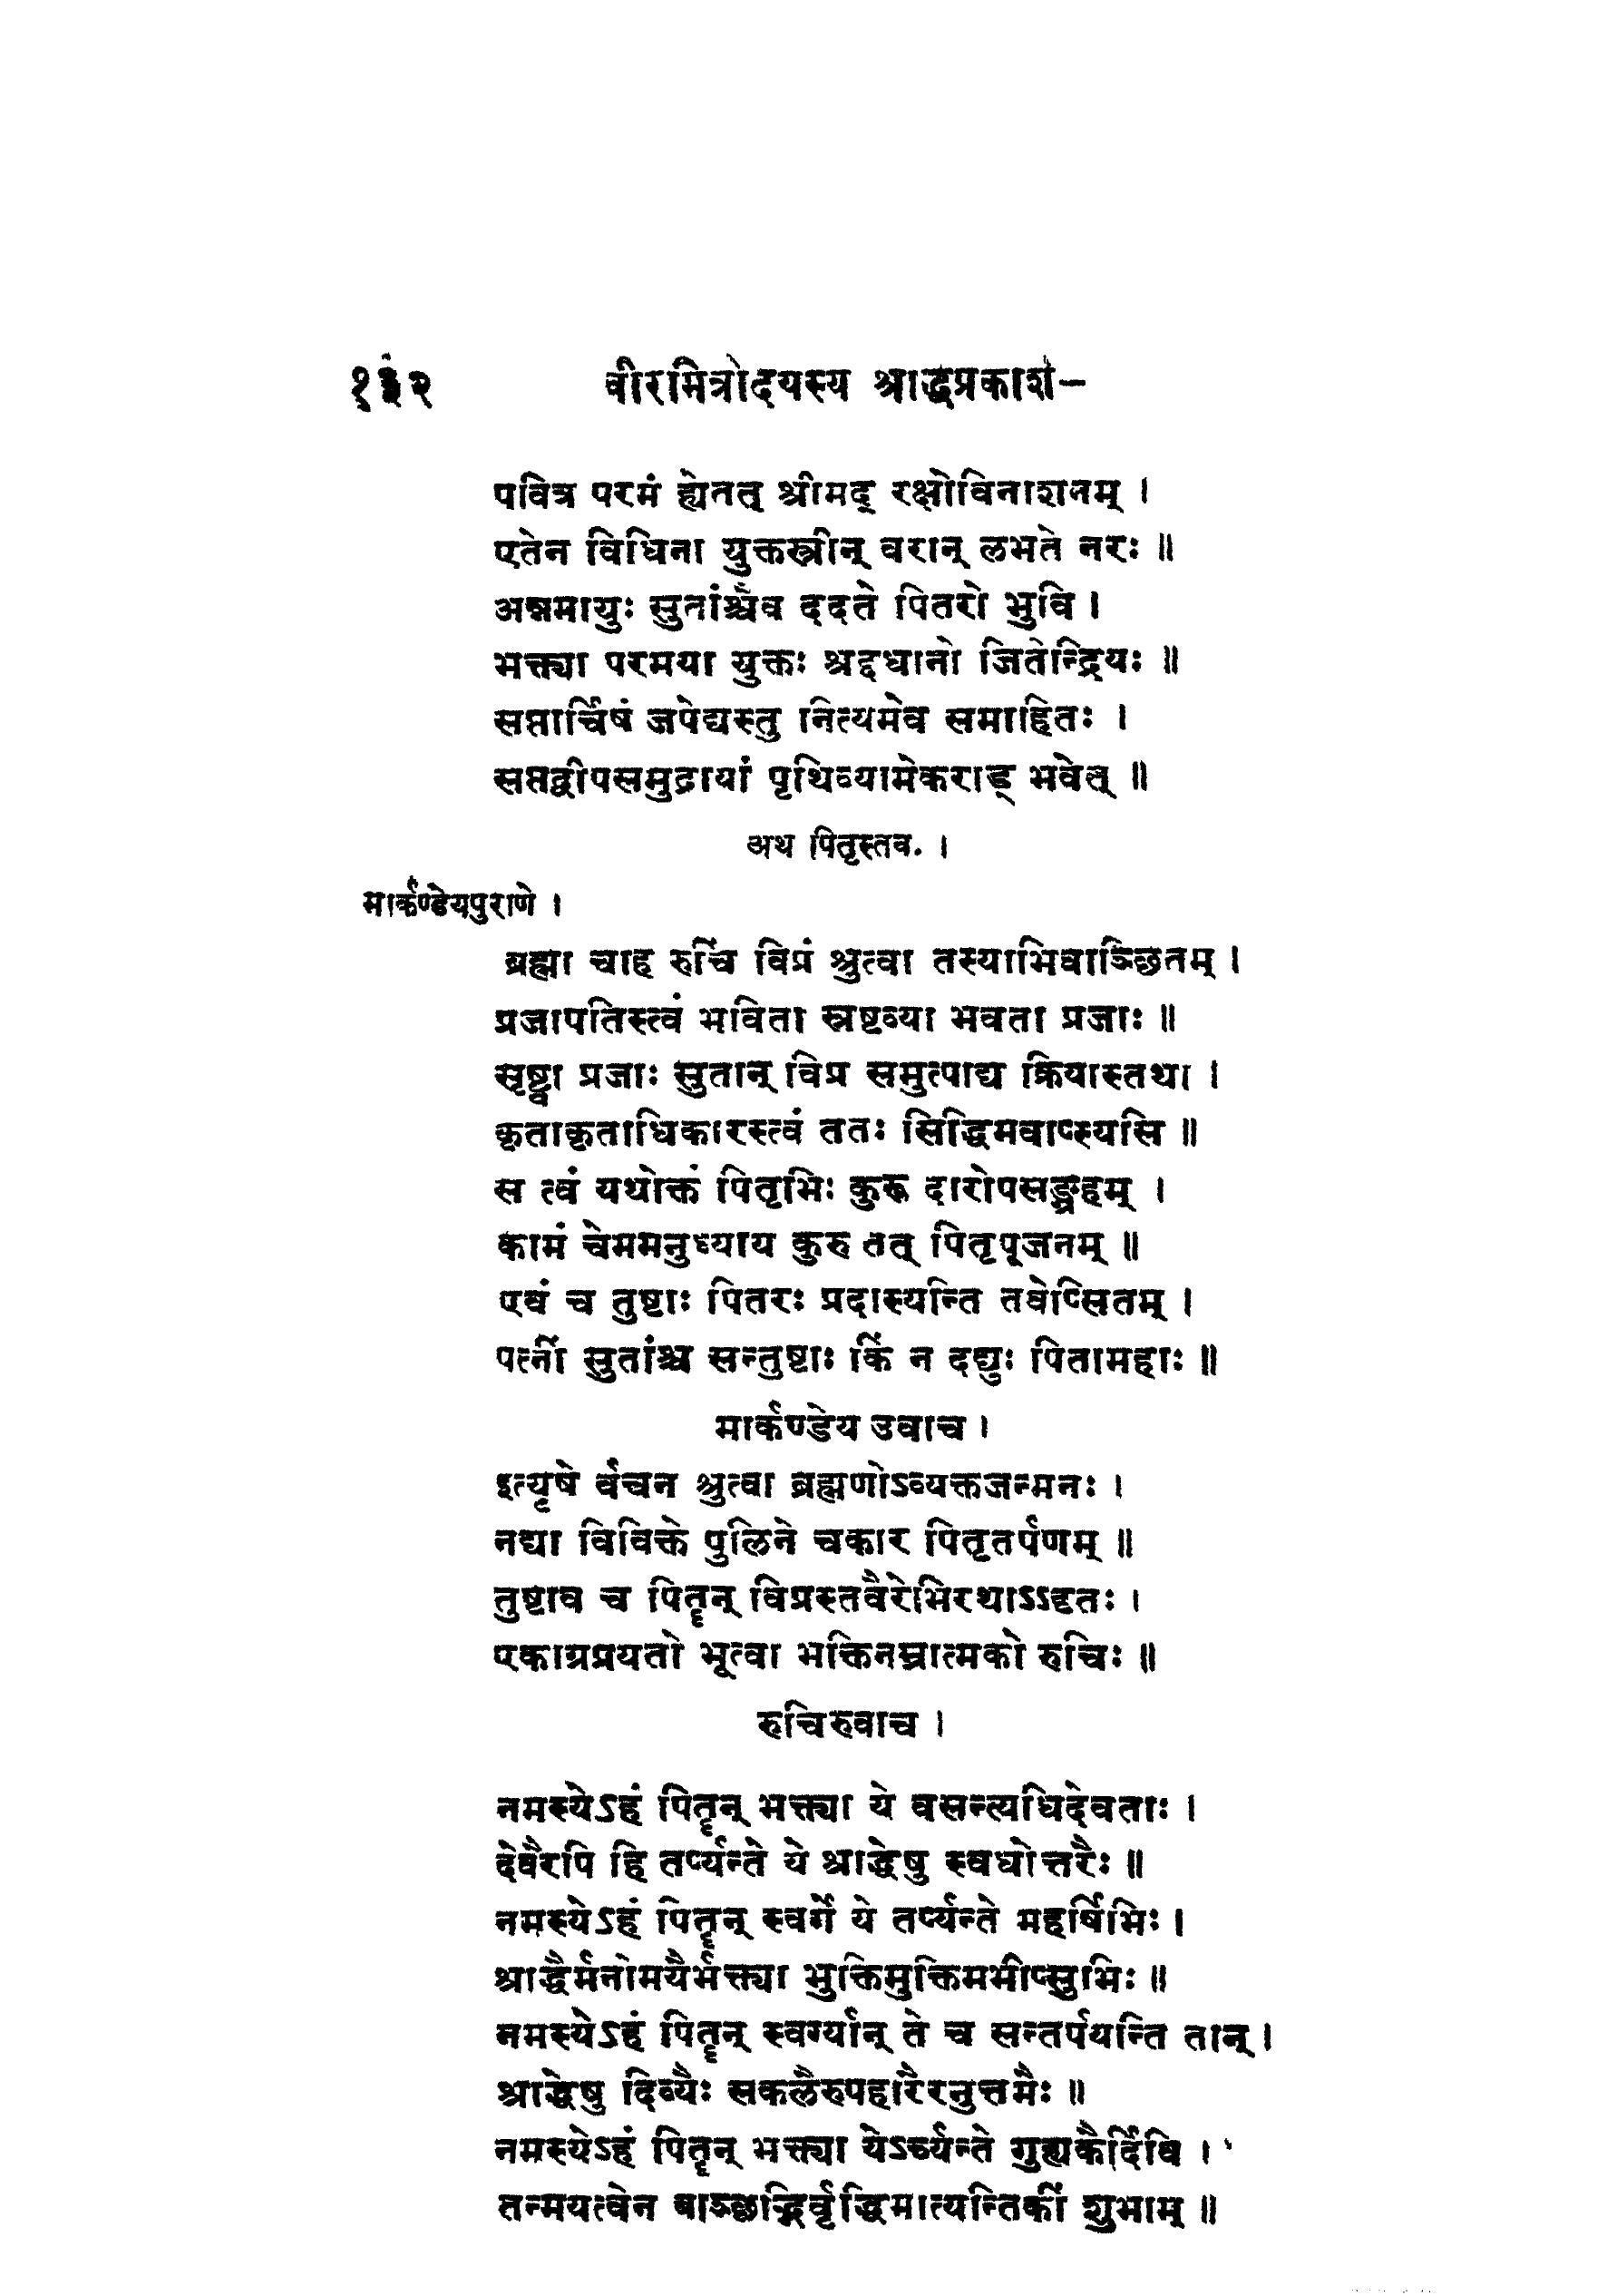 १३२ वीरमित्रोदयस्य श्राद्धप्रकाशे–
पवित्र परमं ह्येतत् श्रीमद् रक्षोविनाशनम् ।
एतेन विधिना युक्तस्त्रीन् वरान् लभते नरः ॥
अन्नमायुः सुतांश्चैव ददते पितरो भुवि ।
भक्त्या परमया युक्तः श्रद्दधानो जितेन्द्रियः ॥
सप्तार्चिषं जपेद्यस्तु नित्यमेव समाहितः ।
सप्तद्वीपसमुद्रायां पृथिव्यामेकराड् भवेत् ॥
अथ पितृस्तव. ।
मार्कण्डेयपुराणे ।
ब्रह्मा चाह रुचिं विप्रं श्रुत्वा तस्याभिवाञ्छितम् ।
प्रजापतिस्त्वं भविता स्रष्टव्या भवता प्रजाः ॥
सृष्ट्वा प्रजाः सुतान् विप्र समुत्पाद्य क्रियास्तथा ।
कृताकृताधिकारस्त्वं ततः सिद्धिमवाप्स्यसि ॥
स त्वं यथोक्तं पितृभिः कुरु दारोपसङ्ग्रहम् ।
कामं चेममनुध्याय कुरु तत् पितृपूजनम् ॥
एवं च तुष्टाः पितरः प्रदास्यन्ति तवेप्सितम् ।
पत्नीं सुतांश्च सन्तुष्टाः किं न दद्युः पितामहाः ॥
मार्कण्डेय उवाच ।
इत्यृषे र्वचन श्रुत्वा ब्रह्मणोऽव्यक्तजन्मनः ।
नद्या विविक्ते पुलिने चकार पितृतर्पणम् ॥
तुष्टाव च पितॄन् विप्रस्तवैरेभिरथाऽऽदृतः ।
एकाग्रप्रयतो भूत्वा भक्तिनम्रात्मको रुचिः ॥
रुचिरुवाच ।
नमस्येऽहं पितॄन् भक्त्या ये वसन्त्यधिदेवताः ।
देवैरपि हि तर्प्यन्ते ये श्राद्धेषु स्वधोत्तरैः ॥
नमस्येऽहं पितॄन् स्वर्गे ये तर्प्यन्ते महर्षिभिः ।
श्राद्धैर्मनोमयैर्भक्त्या भुक्तिमुक्तिमभीप्सुभिः ॥
नमस्येऽहं पितॄन् स्वर्ग्यान् ते च सन्तर्पयन्ति तान् ।
श्राद्धेषु दिव्यैः सकलैरुपहारैरनुत्तमैः ॥
नमस्येऽहं पितॄन् भक्त्या येऽर्च्यन्ते गुह्यकैर्दिवि ।
तन्मयत्वेन वाञ्छद्भिर्वृद्धिमात्यन्तिकीं शुभाम् ॥